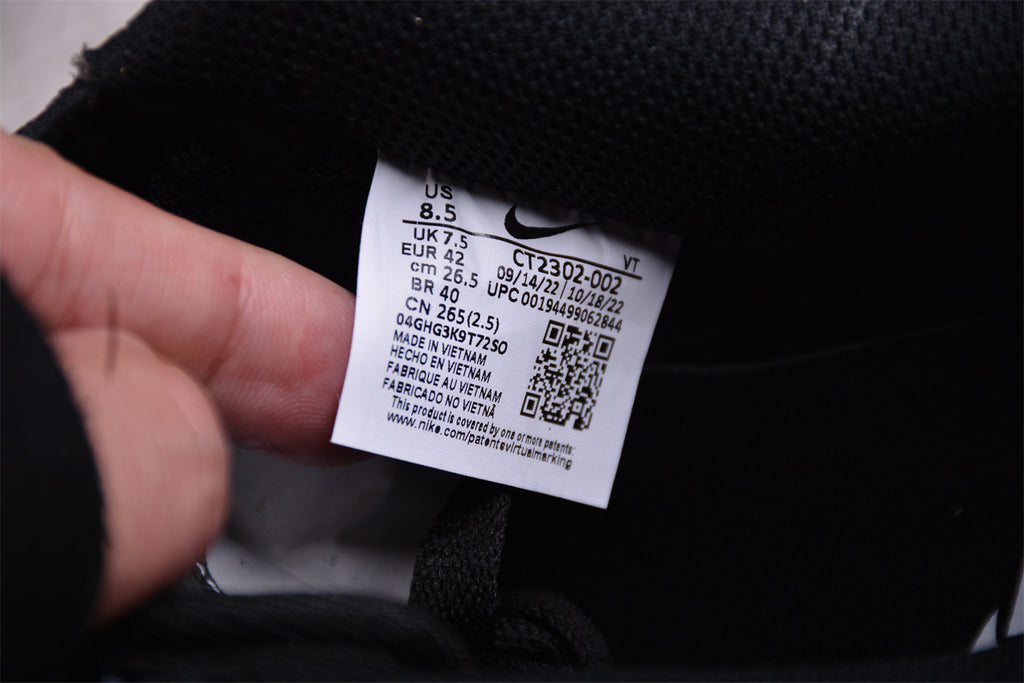 US
8.5
UK 7.5
EUR 42
cm 26.5
BR 40
CN 265(2.5)
04GHG3K9T72SO
MADE IN VIETNAM
HECHO EN VIETNAM
FABRIQUE AU VIETNAM
FABRICADO NO VIETNÃ
VT
CT2302-002
09/14/22 10/18/22
UPC 00194499062844
This product is covered by one or more patents:
www.nike.com/patentsvirtualmarking